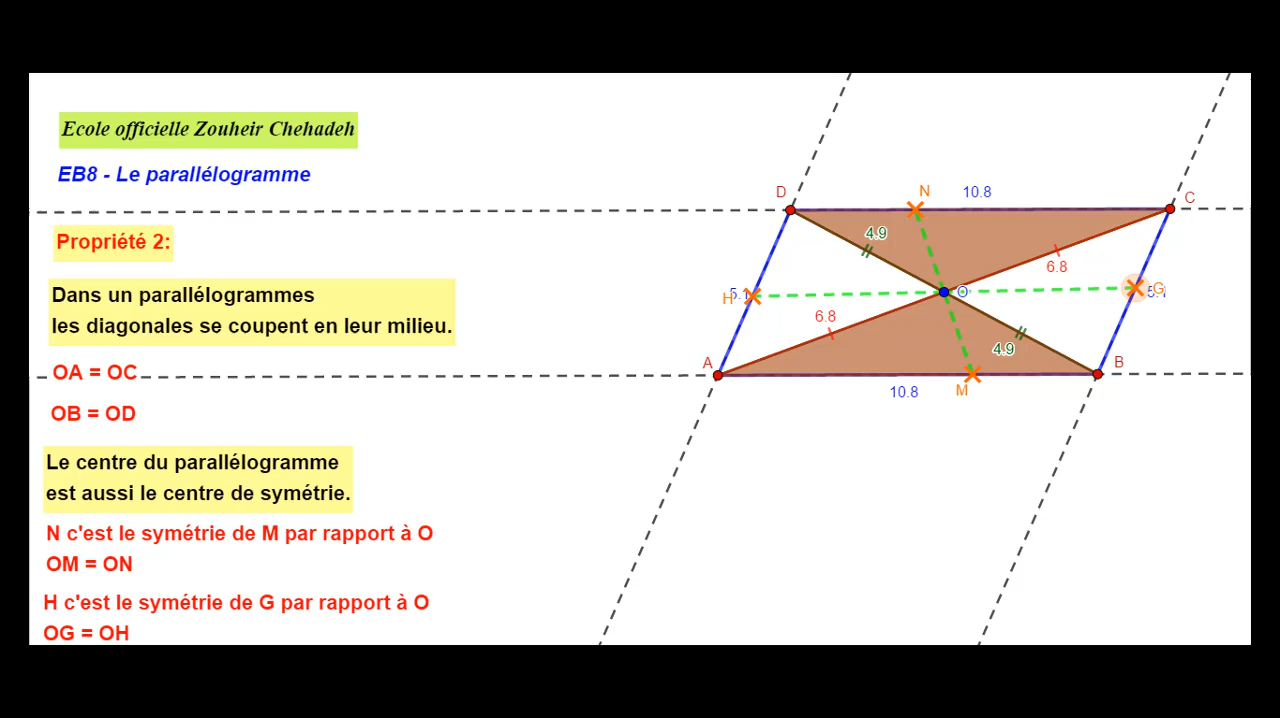 Ecole officielle Zouheir Chehadeh
EB8 - Le parallélogramme
Propriété 2:
Dans un parallélogrammes
les diagonales se coupent en leur milieu.
OA = OC
OB = OD
Le centre du parallélogramme
est aussi le centre de symétrie.
N c'est le symétrie de M par rapport à O
OM = ON
H c'est le symétrie de G par rapport à O
OG = OH
D
N
10.8
C
4.9
6.8
H
O
G
6.8
4.9
A
B
10.8
M